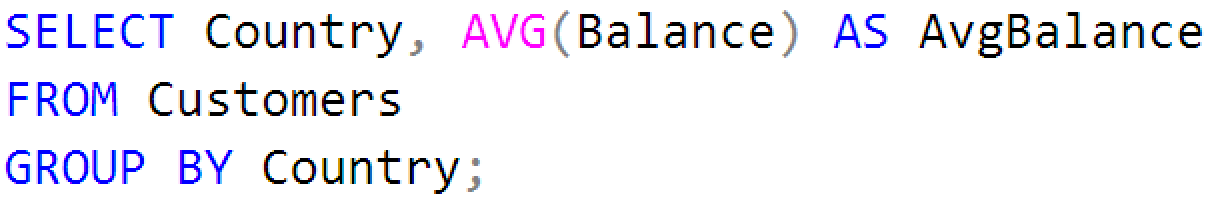 SELECT Country, AVG(Balance) AS AvgBalance
FROM Customers
GROUP BY Country;